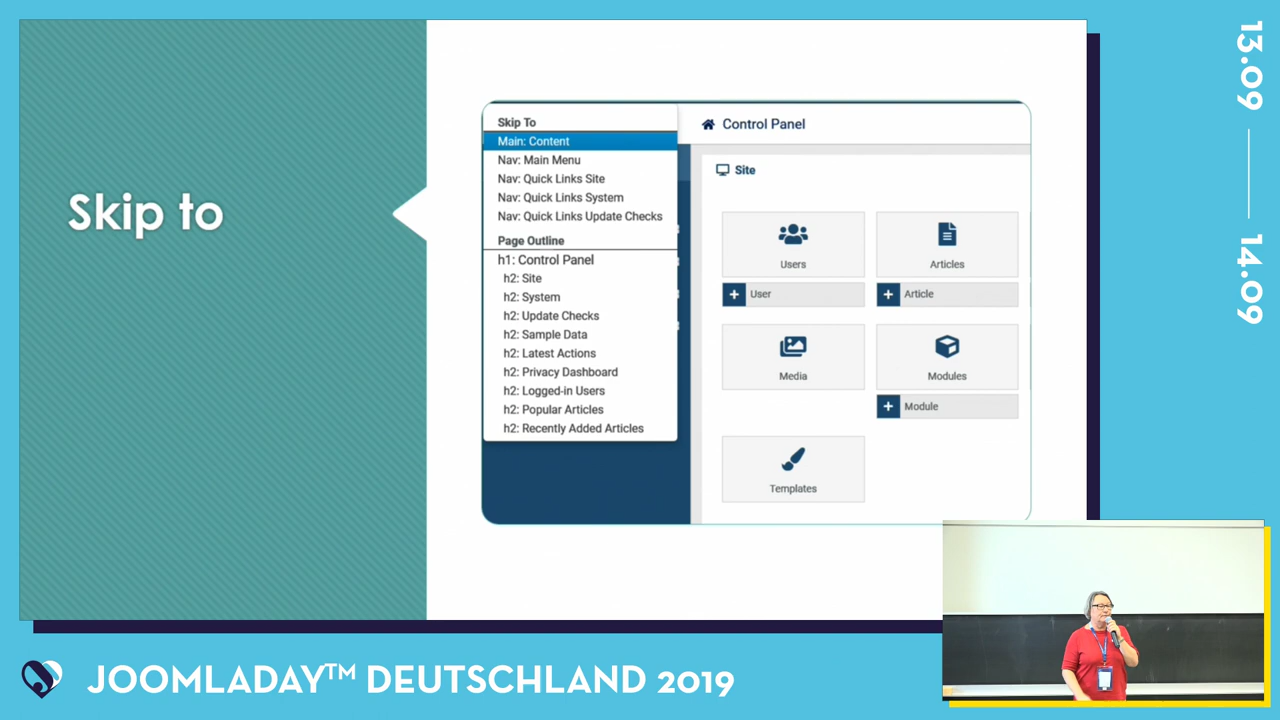 Skip to
Skip To
Main: Content
Nav: Main Menu
Nav: Quick Links Site
Nav: Quick Links System
Nav: Quick Links Update Checks
Page Outline
h1: Control Panel
h2: Site
h2: System
h2: Update Checks
h2: Sample Data
h2: Latest Actions
h2: Privacy Dashboard
h2: Logged-in Users
h2: Popular Articles
h2: Recently Added Articles
Control Panel
Site
Users
Articles
+ User
+ Article
Media
Modules
+ Module
Templates
13.09
14.09
JOOMLADAY™ DEUTSCHLAND 2019